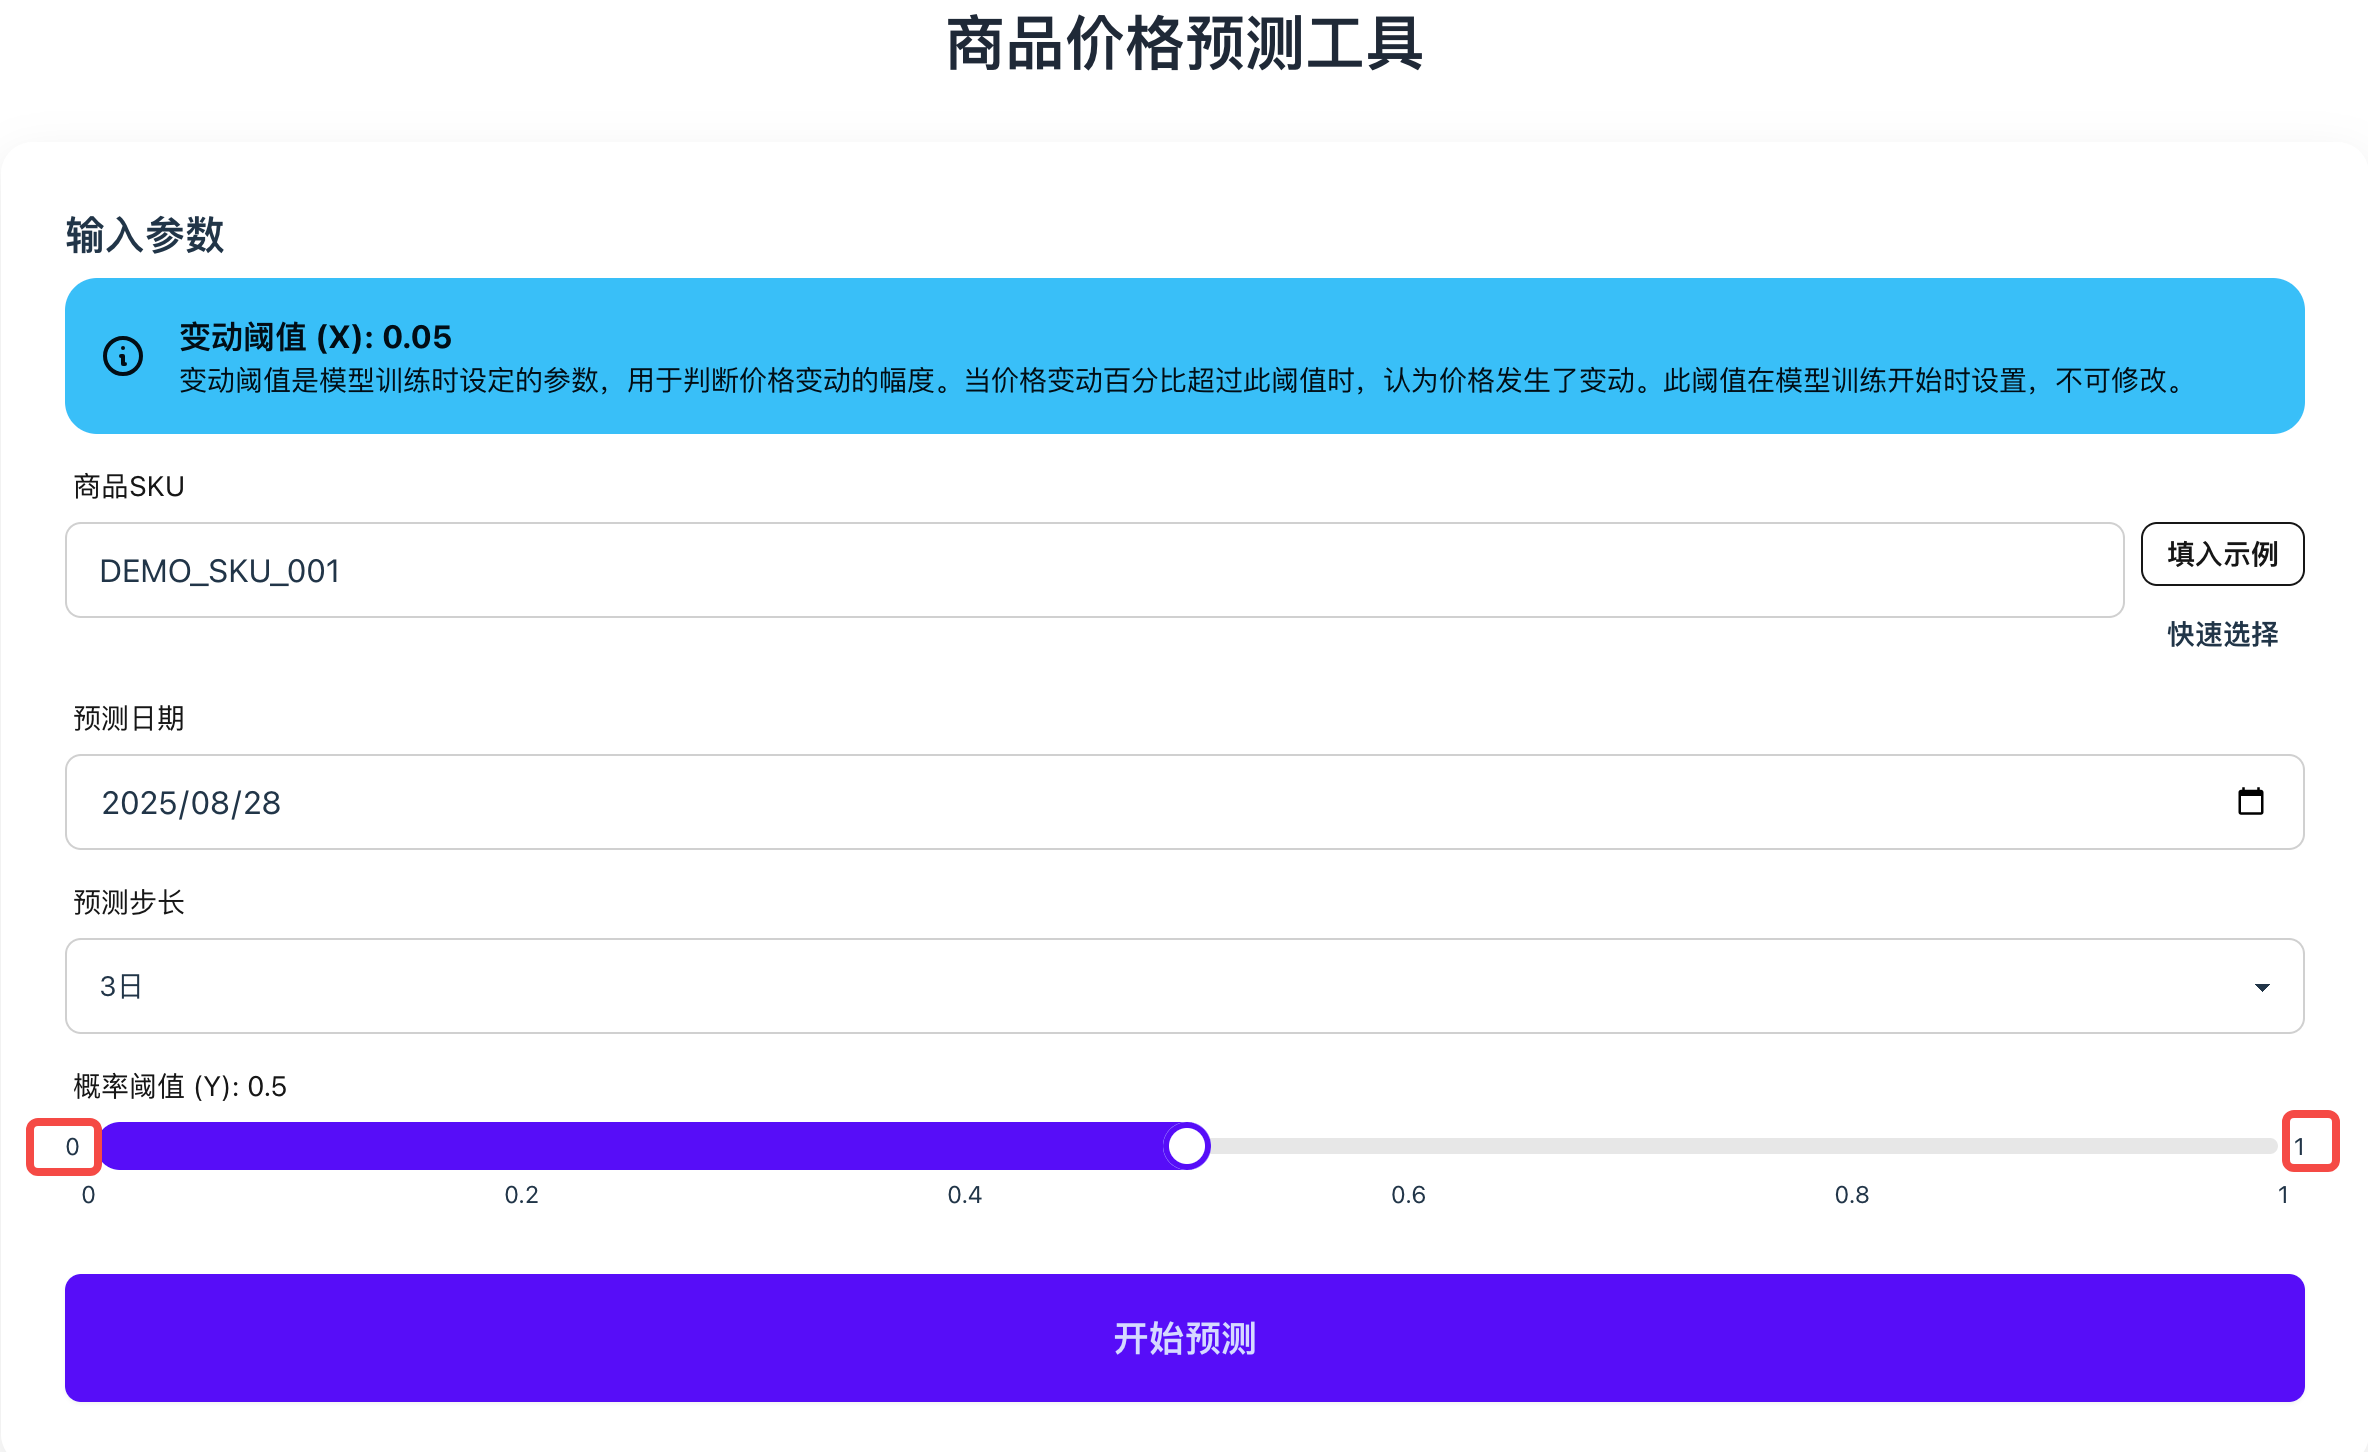 商品价格预测工具
输入参数
变动阈值 (X): 0.05
变动阈值是模型训练时设定的参数，用于判断价格变动的幅度。当价格变动百分比超过此阈值时，认为价格发生了变动。此阈值在模型训练开始时设置，不可修改。
商品SKU
DEMO_SKU_001
填入示例
快速选择
预测日期
2025/08/28
预测步长
3日
概率阈值 (Y): 0.5
0 1
0 0.2 0.4 0.6 0.8 1
开始预测